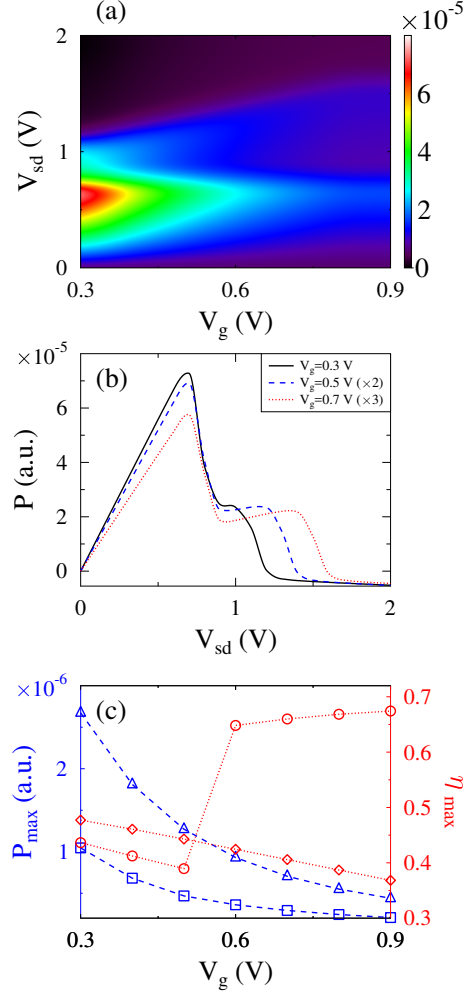 (a)
×10⁻⁵
2
1
0
V_sd (V)
0.3
0.6
0.9
V_g (V)
8
6
4
2
0
×10⁻⁵
(b)
V_g=0.3 V
V_g=0.5 V (×2)
V_g=0.7 V (×3)
6
4
2
0
P (a.u.)
0
1
2
V_sd (V)
×10⁻⁶
(c)
2
1
P_max (a.u.)
0.7
0.6
0.5
0.4
0.3
η_max
0.3
0.6
0.9
V_g (V)